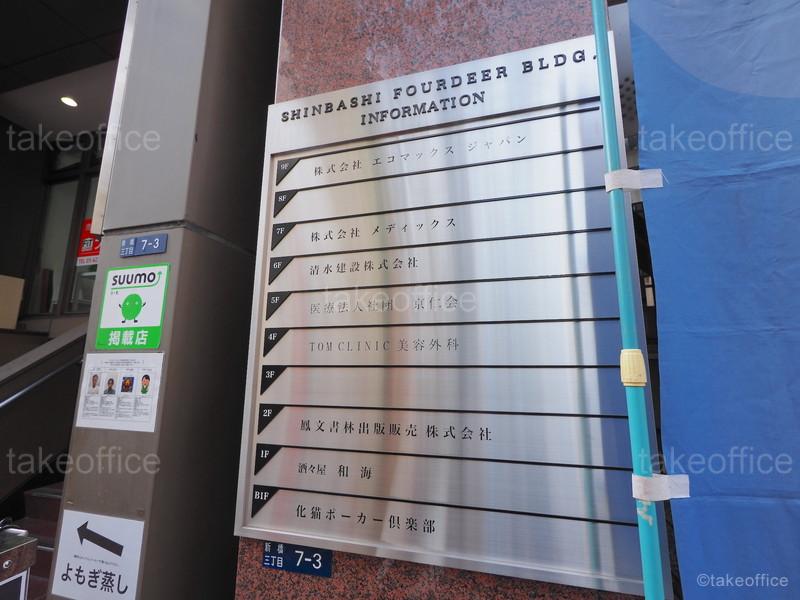 SHINBASHI FOURDEER BLDG.
INFORMATION
9F 株式会社 エコマックス ジャパン
8F
7F 株式会社 メディックス
6F 清水建設株式会社
5F 医療法人社団 京仁会
4F TOM CLINIC 美容外科
3F
2F 鳳文書林出版販売 株式会社
1F 酒々屋 和海
B1F 化猫ポーカー倶楽部
新橋
三丁目 7-3
新橋
三丁目 7-3
SUUMO
掲載店
よもぎ蒸し
takeoffice
takeoffice
takeoffice
takeoffice
takeoffice
©takeoffice